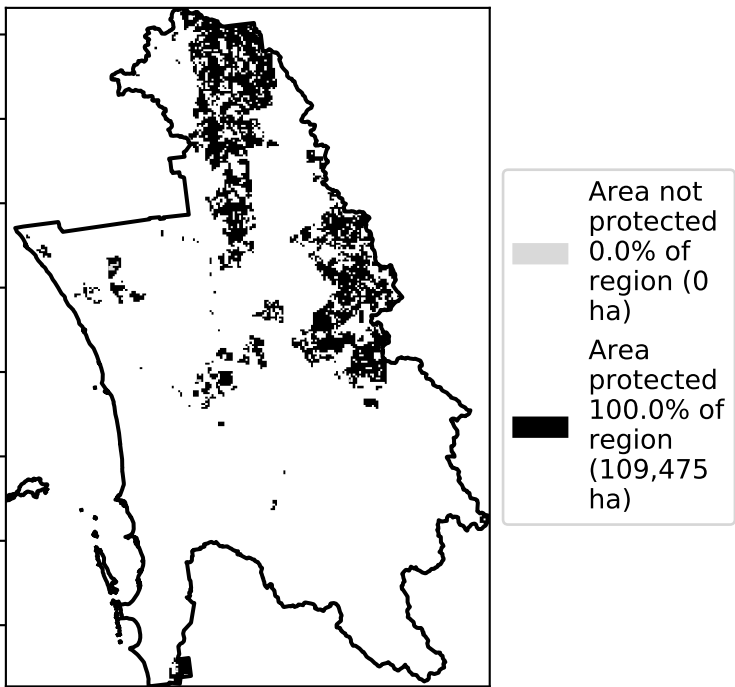 Area not
protected
0.0% of
region (0
ha)
Area
protected
100.0% of
region
(109,475
ha)